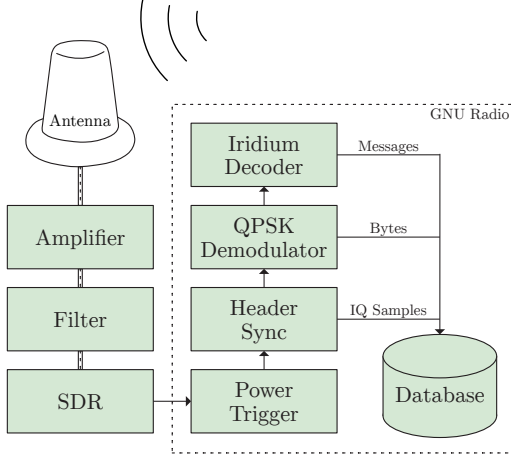 Antenna
Amplifier
Filter
SDR
GNU Radio
Iridium
Decoder
Messages
QPSK
Demodulator
Bytes
Header
Sync
IQ Samples
Power
Trigger
Database